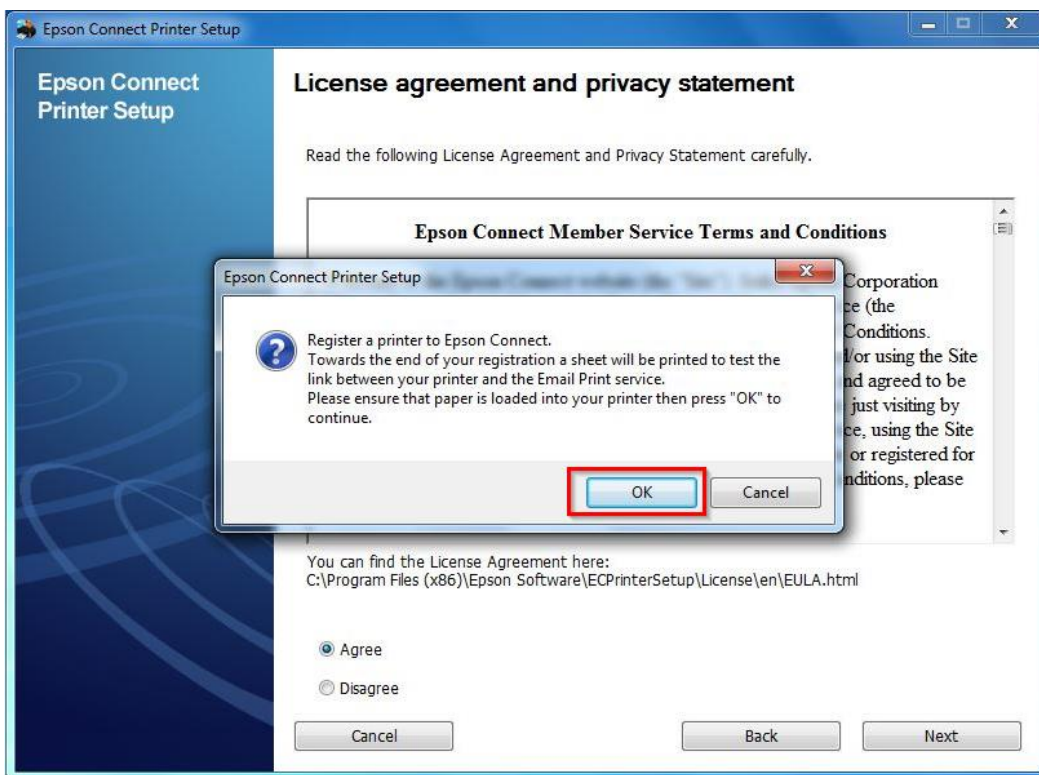 Epson Connect Printer Setup
Epson Connect
Printer Setup
License agreement and privacy statement
Read the following License Agreement and Privacy Statement carefully.
Epson Connect Member Service Terms and Conditions
Corporation
ce (the
Conditions.
d/or using the Site
nd agreed to be
just visiting by
ce, using the Site
or registered for
nditions, please
Epson Connect Printer Setup
Register a printer to Epson Connect.
Towards the end of your registration a sheet will be printed to test the
link between your printer and the Email Print service.
Please ensure that paper is loaded into your printer then press "OK" to
continue.
OK Cancel
You can find the License Agreement here:
C:\Program Files (x86)\Epson Software\ECPrinterSetup\License\en\EULA.html
Agree
Disagree
Cancel Back Next